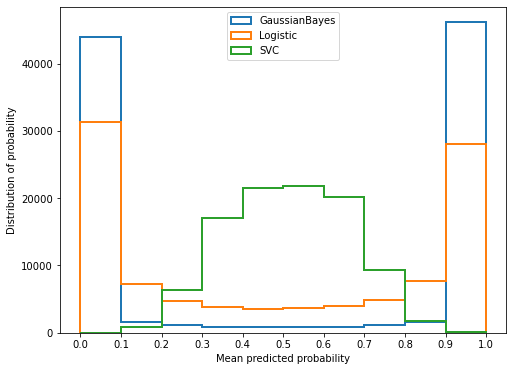 GaussianBayes
Logistic
SVC
Distribution of probability
40000
30000
20000
10000
0
0.0 0.1 0.2 0.3 0.4 0.5 0.6 0.7 0.8 0.9 1.0
Mean predicted probability